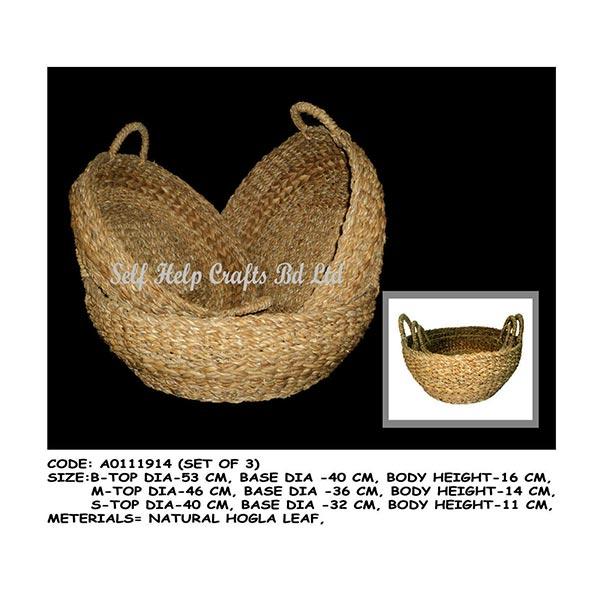 Self Help Crafts Bd Ltd
CODE: A0111914 (SET OF 3)
SIZE:B-TOP DIA-53 CM, BASE DIA -40 CM, BODY HEIGHT-16 CM,
M-TOP DIA-46 CM, BASE DIA -36 CM, BODY HEIGHT-14 CM,
S-TOP DIA-40 CM, BASE DIA -32 CM, BODY HEIGHT-11 CM,
METERIALS= NATURAL HOGLA LEAF,